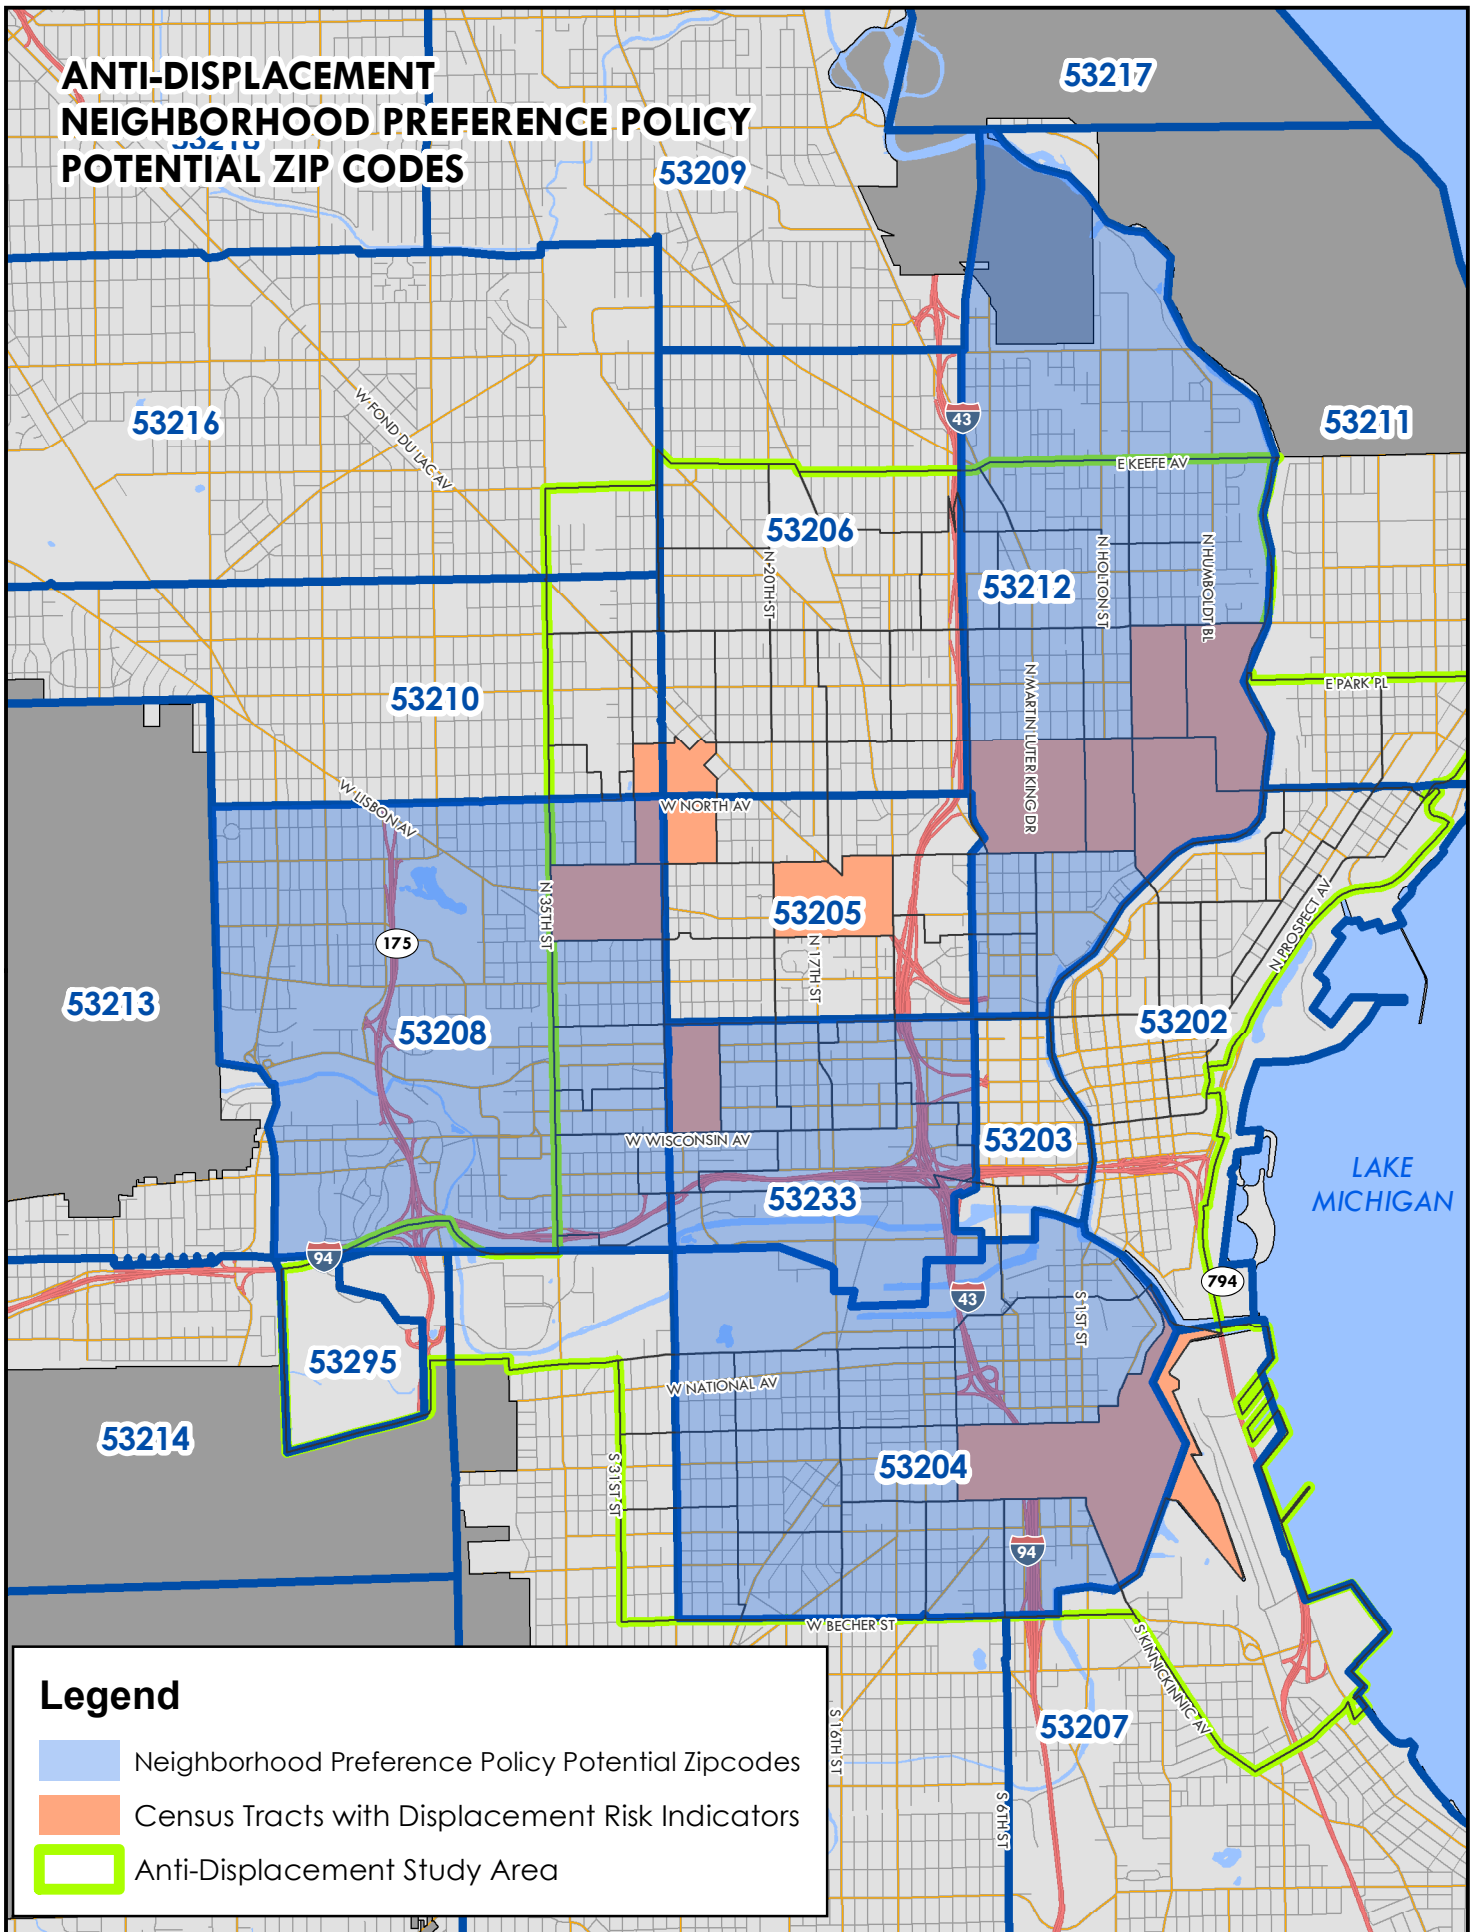 ANTI-DISPLACEMENT
NEIGHBORHOOD PREFERENCE POLICY
POTENTIAL ZIP CODES
53217
53209
53216
W FOND DU LAC AV
43
53211
E KEEFE AV
53206
N 20TH ST
53212
N HOLTON ST
N HUMBOLDT BL
53210
N MARTIN LUTER KING DR
E PARK PL
W LISBON AV
W NORTH AV
N 35TH ST
53205
N 17TH ST
N PROSPECT AV
175
53213
53208
53202
W WISCONSIN AV
53203
LAKE
MICHIGAN
53233
94
43
794
S 1ST ST
53295
W NATIONAL AV
53214
53204
S 31ST ST
94
W BECHER ST
S KINNICKINNIC AV
S 16TH ST
53207
S 6TH ST
Legend
Neighborhood Preference Policy Potential Zipcodes
Census Tracts with Displacement Risk Indicators
Anti-Displacement Study Area